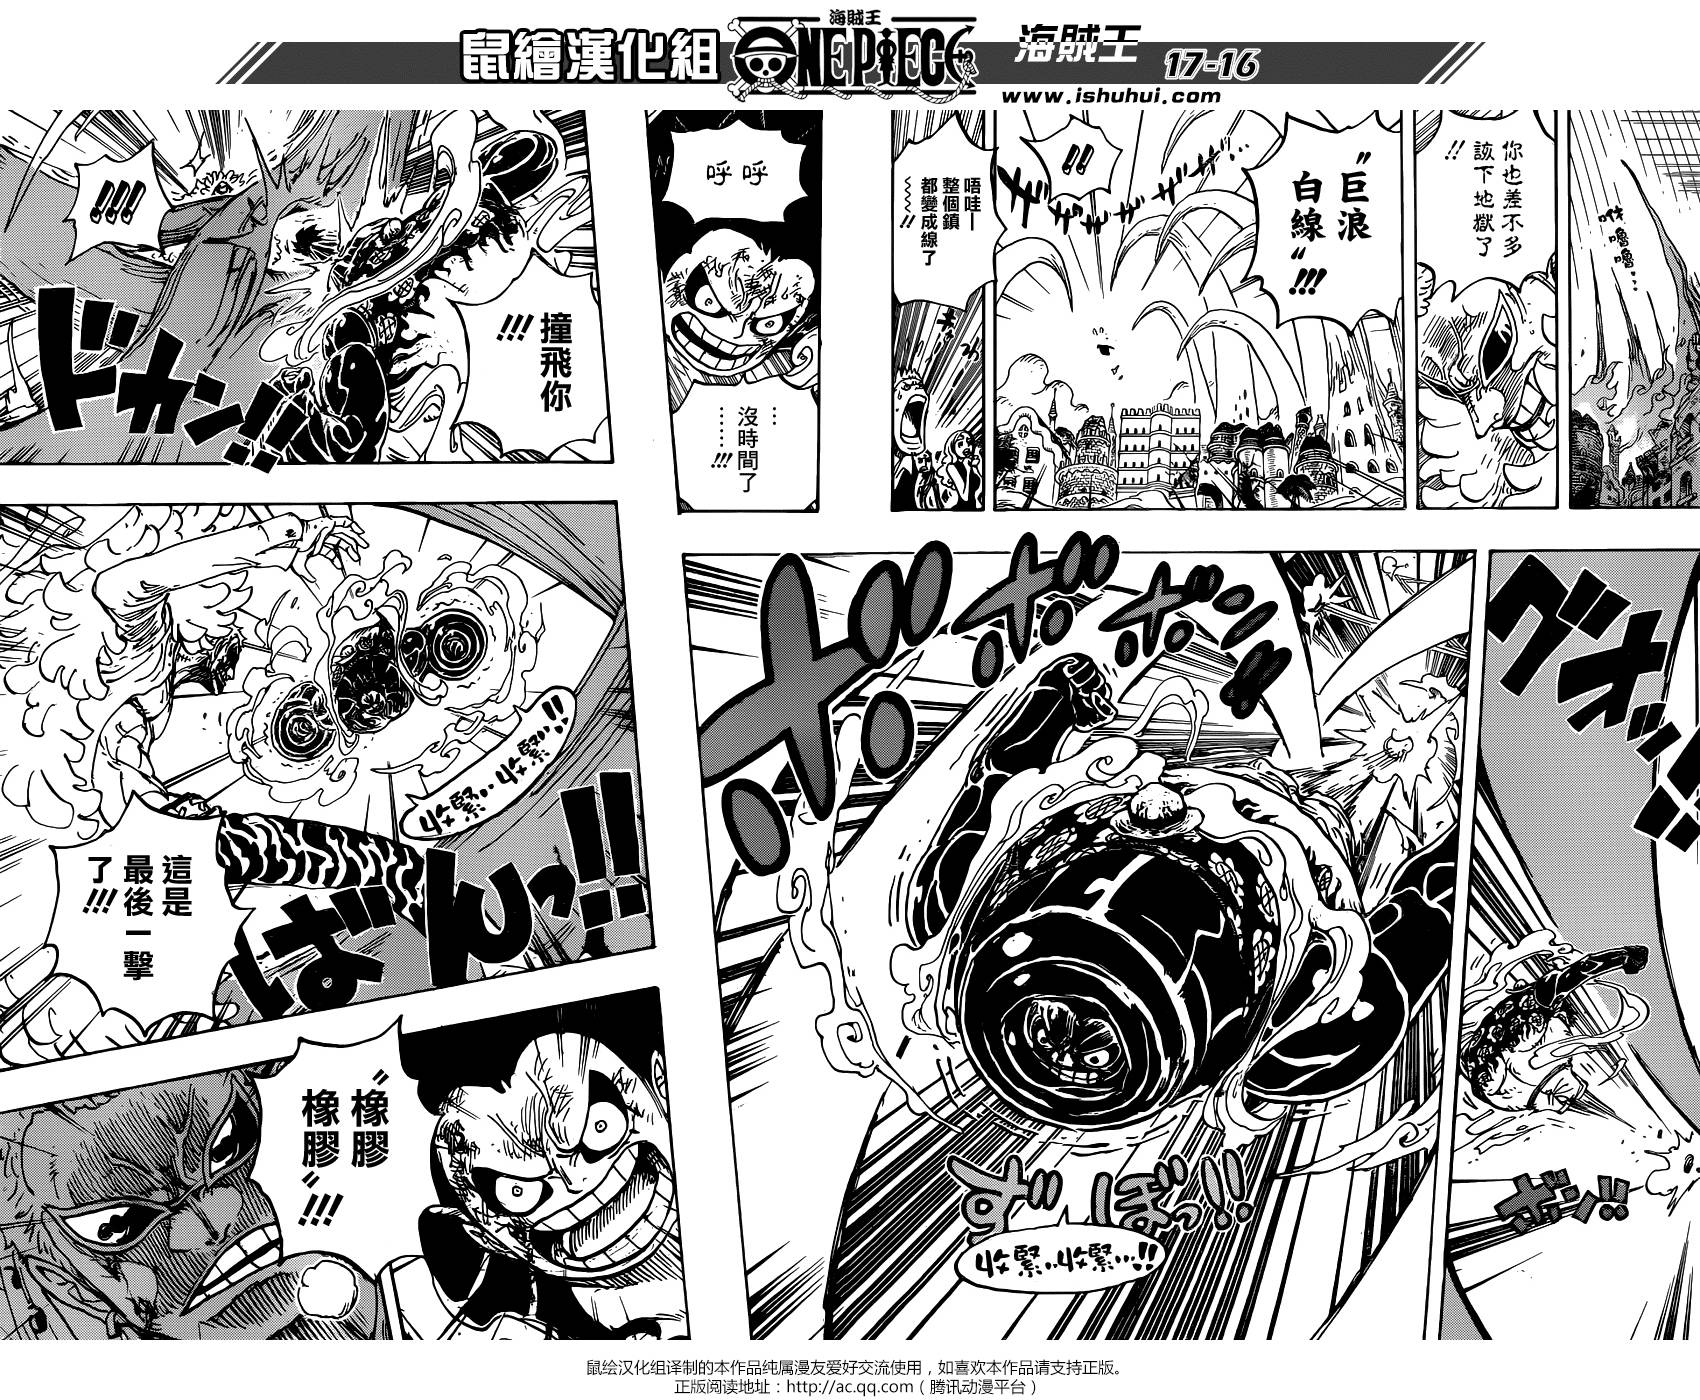 鼠繪漢化組
海賊王
ONE PIECE
海賊王
17-16
www.ishuhui.com
咻嚕嚕…
你也差不多
該下地獄了
!!
“巨浪
白線”!!!
!!
唔哇—
整個鎮
都變成線了
~~~~!!
呼呼
…
沒時間了
……!!!
撞飛你
!!!
!!!!
ドカン!!
グオオッ!!
ボン!!
ボボボン!!
ずぼっ!!
收緊··收緊…!!
收緊··收緊··!!
ばんっ!!
這是
最後一擊
了!!!
“橡膠
橡膠”!!!
鼠绘汉化组译制的本作品纯属漫友爱好交流使用，如喜欢本作品请支持正版。
正版阅读地址：http://ac.qq.com（腾讯动漫平台）